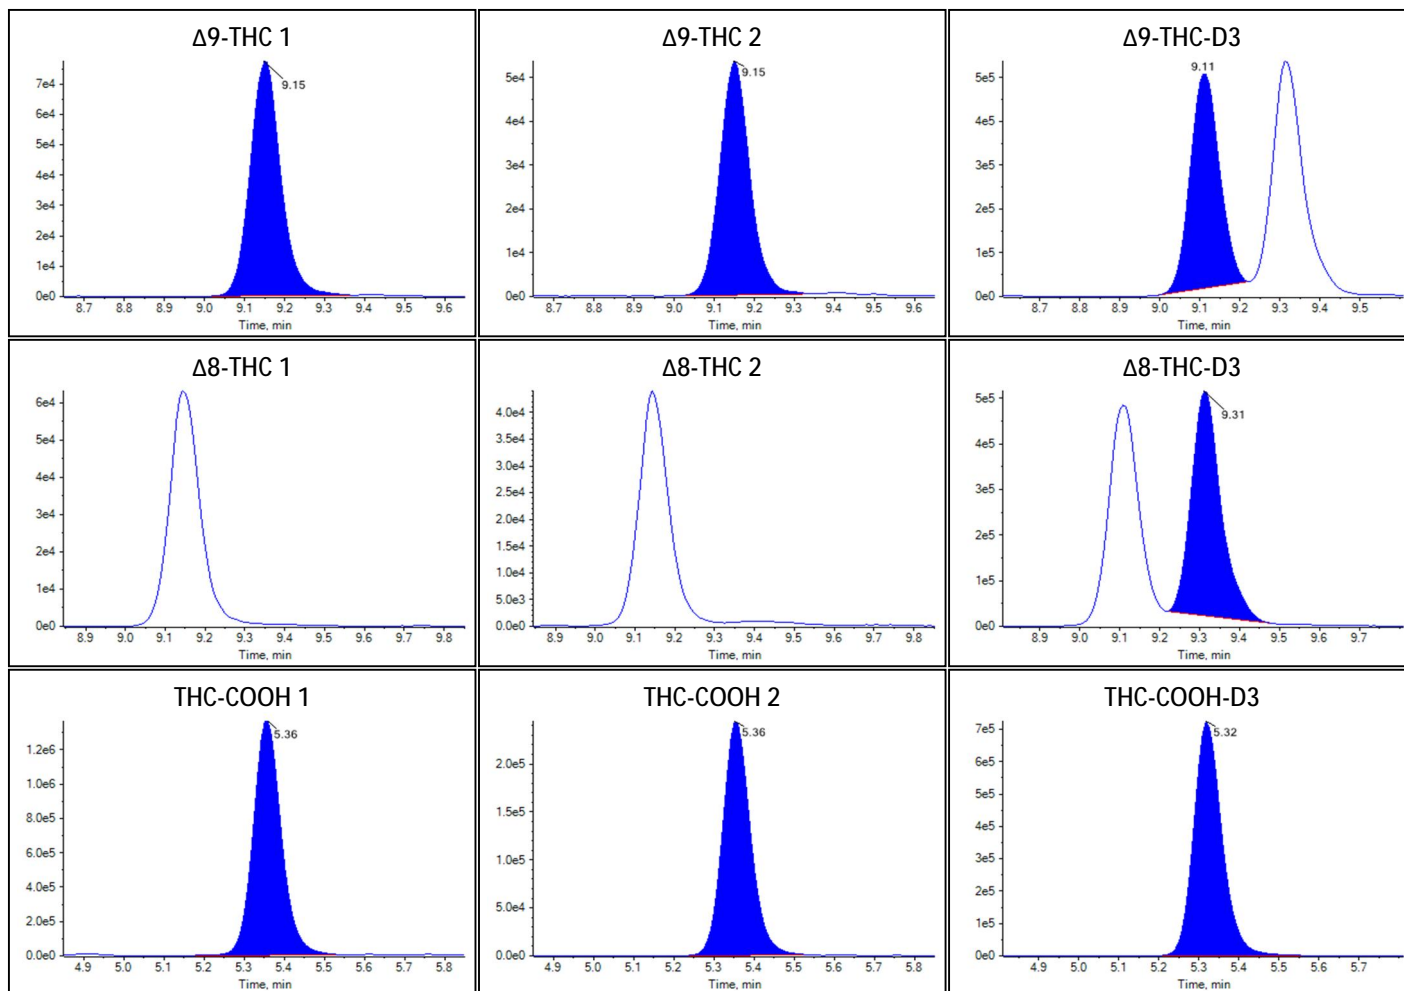 Δ9-THC 1
9.15
7e4
6e4
5e4
4e4
3e4
2e4
1e4
0e0
8.7 8.8 8.9 9.0 9.1 9.2 9.3 9.4 9.5 9.6
Time, min
Δ9-THC 2
9.15
5e4
4e4
3e4
2e4
1e4
0e0
8.7 8.8 8.9 9.0 9.1 9.2 9.3 9.4 9.5 9.6
Time, min
Δ9-THC-D3
9.11
5e5
4e5
3e5
2e5
1e5
0e0
8.7 8.8 8.9 9.0 9.1 9.2 9.3 9.4 9.5
Time, min
Δ8-THC 1
6e4
5e4
4e4
3e4
2e4
1e4
0e0
8.9 9.0 9.1 9.2 9.3 9.4 9.5 9.6 9.7 9.8
Time, min
Δ8-THC 2
4.0e4
3.5e4
3.0e4
2.5e4
2.0e4
1.5e4
1.0e4
5.0e3
0.0e0
8.9 9.0 9.1 9.2 9.3 9.4 9.5 9.6 9.7 9.8
Time, min
Δ8-THC-D3
9.31
5e5
4e5
3e5
2e5
1e5
0e0
8.9 9.0 9.1 9.2 9.3 9.4 9.5 9.6 9.7
Time, min
THC-COOH 1
5.36
1.2e6
1.0e6
8.0e5
6.0e5
4.0e5
2.0e5
0.0e0
4.9 5.0 5.1 5.2 5.3 5.4 5.5 5.6 5.7 5.8
Time, min
THC-COOH 2
5.36
2.0e5
1.5e5
1.0e5
5.0e4
0.0e0
4.9 5.0 5.1 5.2 5.3 5.4 5.5 5.6 5.7 5.8
Time, min
THC-COOH-D3
5.32
7e5
6e5
5e5
4e5
3e5
2e5
1e5
0e0
4.9 5.0 5.1 5.2 5.3 5.4 5.5 5.6 5.7
Time, min